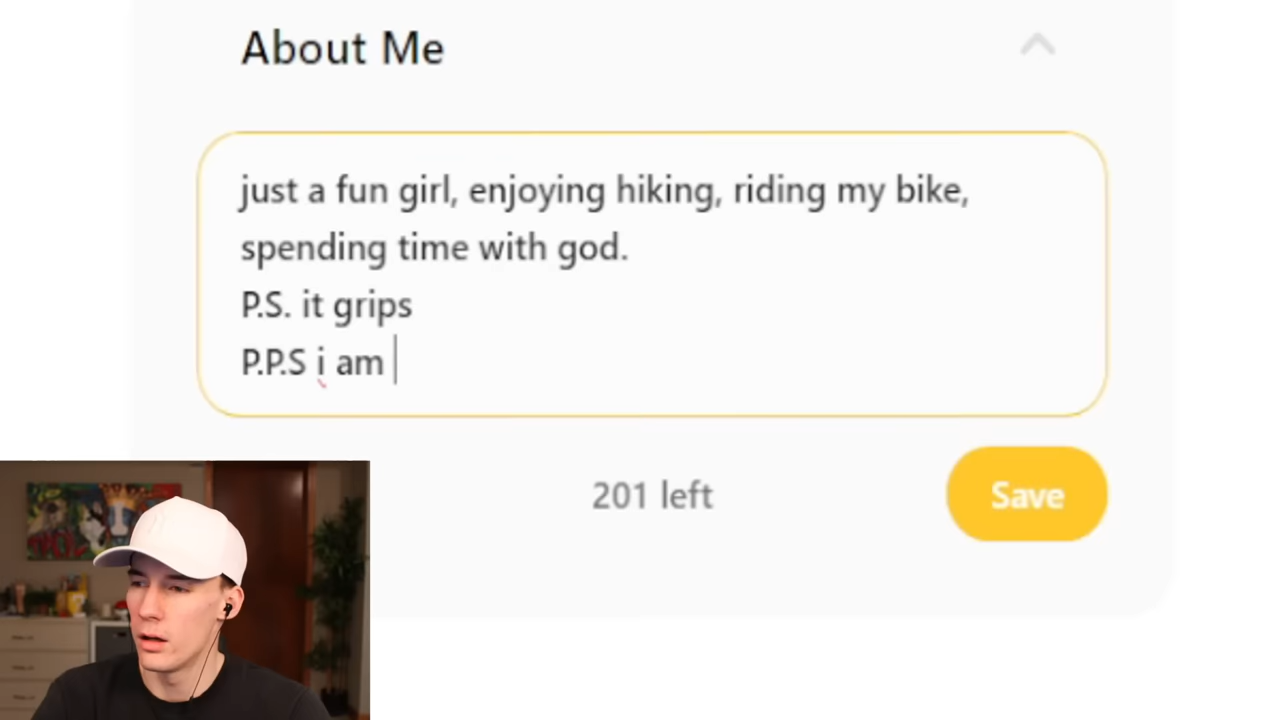 About Me
just a fun girl, enjoying hiking, riding my bike,
spending time with god.
P.S. it grips
P.P.S i am
201 left
Save